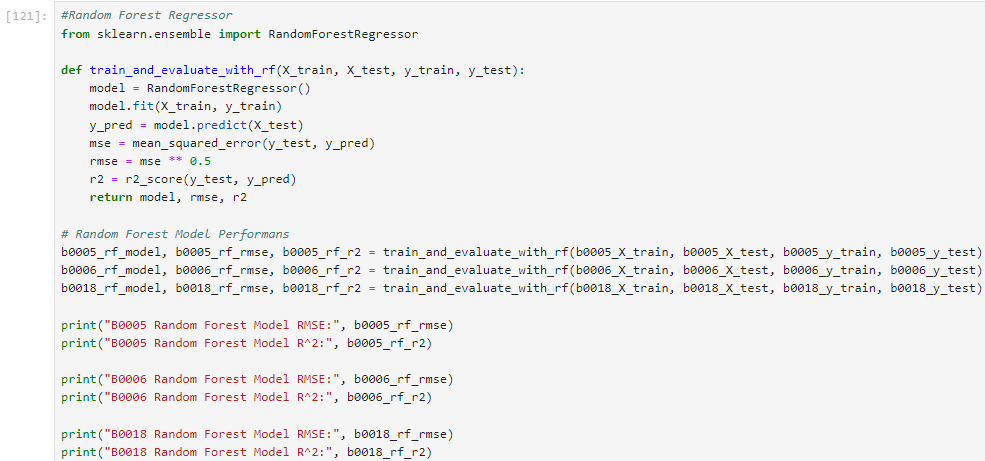 [121]: #Random Forest Regressor
from sklearn.ensemble import RandomForestRegressor
def train_and_evaluate_with_rf(X_train, X_test, y_train, y_test):
    model = RandomForestRegressor()
    model.fit(X_train, y_train)
    y_pred = model.predict(X_test)
    mse = mean_squared_error(y_test, y_pred)
    rmse = mse ** 0.5
    r2 = r2_score(y_test, y_pred)
    return model, rmse, r2
# Random Forest Model Performans
b0005_rf_model, b0005_rf_rmse, b0005_rf_r2 = train_and_evaluate_with_rf(b0005_X_train, b0005_X_test, b0005_y_train, b0005_y_test)
b0006_rf_model, b0006_rf_rmse, b0006_rf_r2 = train_and_evaluate_with_rf(b0006_X_train, b0006_X_test, b0006_y_train, b0006_y_test)
b0018_rf_model, b0018_rf_rmse, b0018_rf_r2 = train_and_evaluate_with_rf(b0018_X_train, b0018_X_test, b0018_y_train, b0018_y_test)
print("B0005 Random Forest Model RMSE:", b0005_rf_rmse)
print("B0005 Random Forest Model R^2:", b0005_rf_r2)
print("B0006 Random Forest Model RMSE:", b0006_rf_rmse)
print("B0006 Random Forest Model R^2:", b0006_rf_r2)
print("B0018 Random Forest Model RMSE:", b0018_rf_rmse)
print("B0018 Random Forest Model R^2:", b0018_rf_r2)